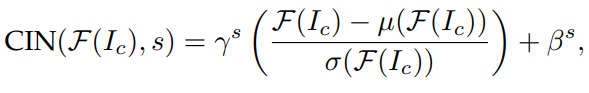 CIN(ℱ(I_c), s) = γ^s ( (ℱ(I_c) − μ(ℱ(I_c))) / σ(ℱ(I_c)) ) + β^s,